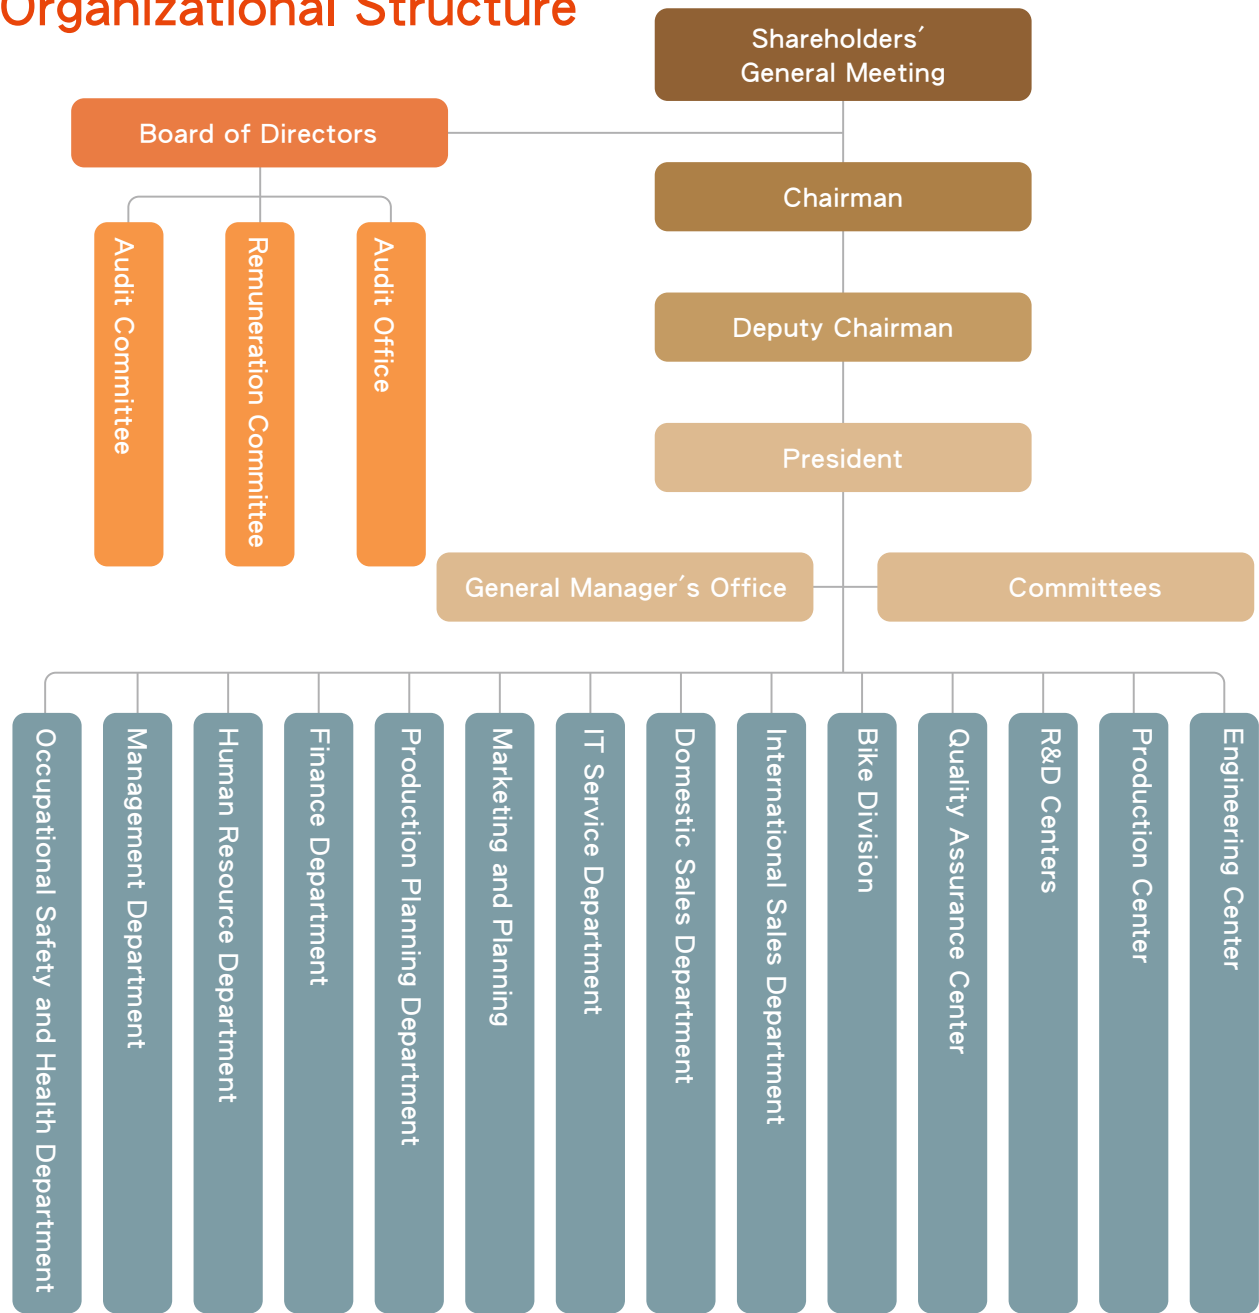 Organizational Structure
Shareholders′
General Meeting
Board of Directors
Chairman
Audit Committee
Remuneration Committee
Audit Office
Deputy Chairman
President
General Manager′s Office
Committees
Occupational Safety and Health Department
Management Department
Human Resource Department
Finance Department
Production Planning Department
Marketing and Planning
IT Service Department
Domestic Sales Department
International Sales Department
Bike Division
Quality Assurance Center
R&D Centers
Production Center
Engineering Center